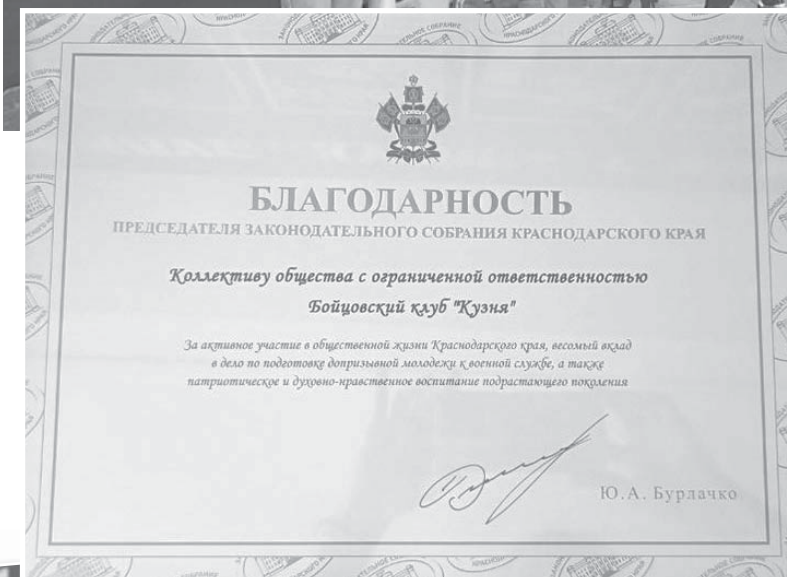 БЛАГОДАРНОСТЬ
ПРЕДСЕДАТЕЛЯ ЗАКОНОДАТЕЛЬНОГО СОБРАНИЯ КРАСНОДАРСКОГО КРАЯ
Коллективу общества с ограниченной ответственностью
Бойцовский клуб "Кузня"
За активное участие в общественной жизни Краснодарского края, весомый вклад
в дело по подготовке допризывной молодежи к военной службе, а также
патриотическое и духовно-нравственное воспитание подрастающего поколения
Ю.А. Бурлачко